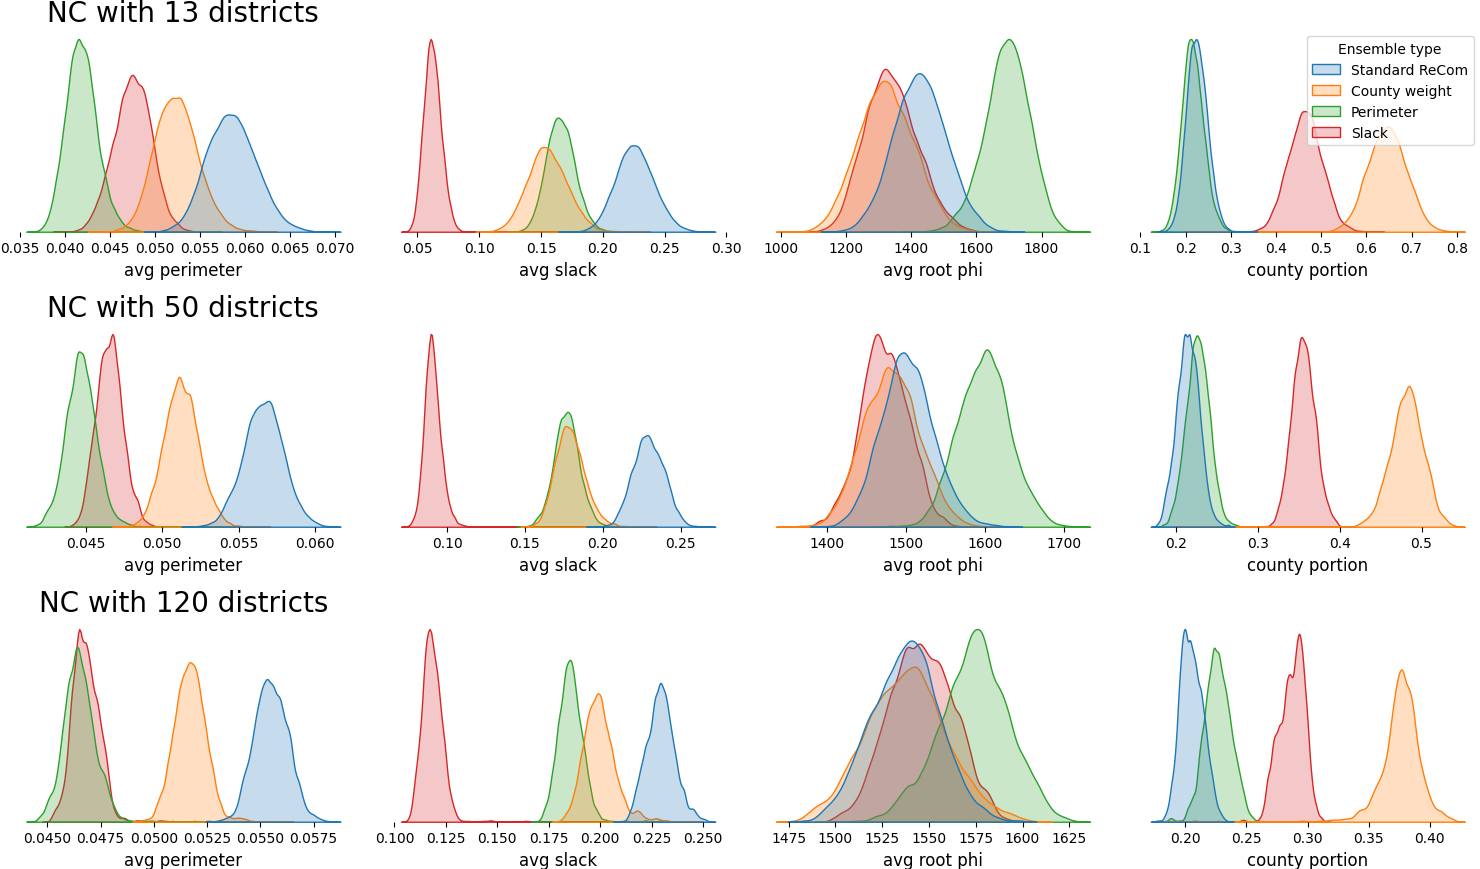 NC with 13 districts
Ensemble type
Standard ReCom
County weight
Perimeter
Slack
0.035 0.040 0.045 0.050 0.055 0.060 0.065 0.070
0.05 0.10 0.15 0.20 0.25 0.30
1000 1200 1400 1600 1800
0.1 0.2 0.3 0.4 0.5 0.6 0.7 0.8
avg perimeter
avg slack
avg root phi
county portion
NC with 50 districts
0.045 0.050 0.055 0.060
0.10 0.15 0.20 0.25
1400 1500 1600 1700
0.2 0.3 0.4 0.5
avg perimeter
avg slack
avg root phi
county portion
NC with 120 districts
0.0450 0.0475 0.0500 0.0525 0.0550 0.0575
0.100 0.125 0.150 0.175 0.200 0.225 0.250
1475 1500 1525 1550 1575 1600 1625
0.20 0.25 0.30 0.35 0.40
avg perimeter
avg slack
avg root phi
county portion